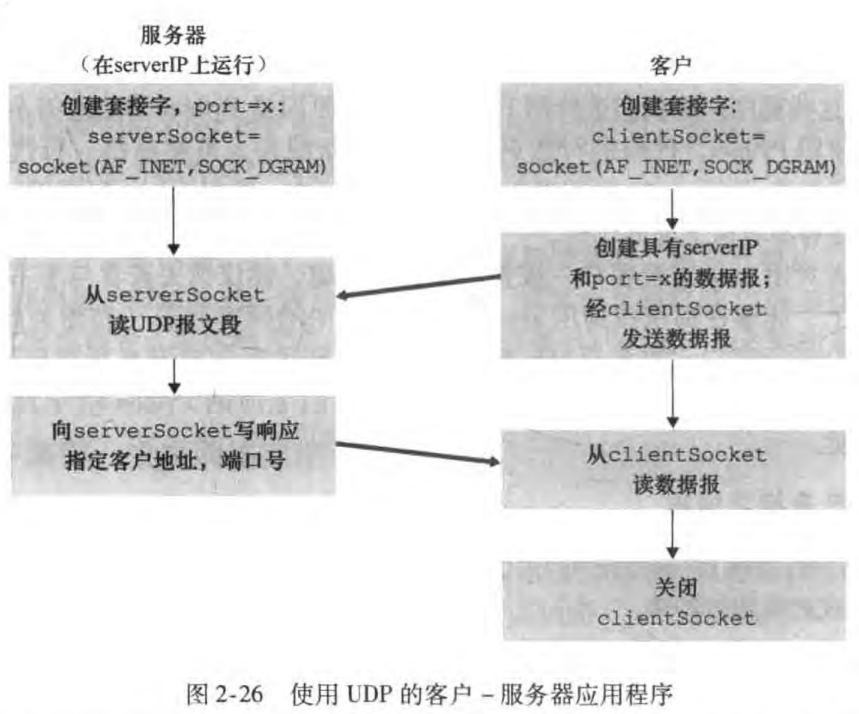 服务器
（在serverIP上运行）
创建套接字，port=x:
serverSocket=
socket(AF_INET,SOCK_DGRAM)
从serverSocket
读UDP报文段
向serverSocket写响应
指定客户地址，端口号
客户
创建套接字:
clientSocket=
socket(AF_INET,SOCK_DGRAM)
创建具有serverIP
和port=x的数据报；
经clientSocket
发送数据报
从clientSocket
读数据报
关闭
clientSocket
图 2-26 使用 UDP 的客户 – 服务器应用程序